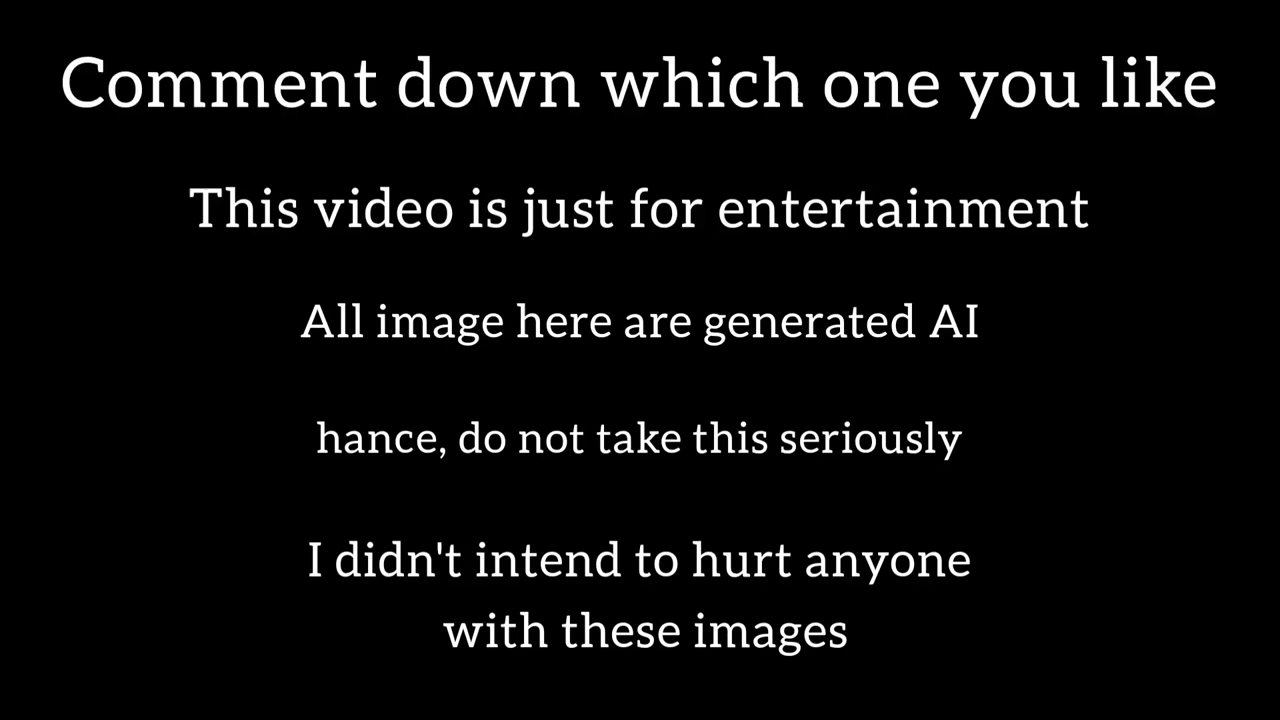 Comment down which one you like
This video is just for entertainment
All image here are generated AI
hance, do not take this seriously
I didn't intend to hurt anyone
with these images